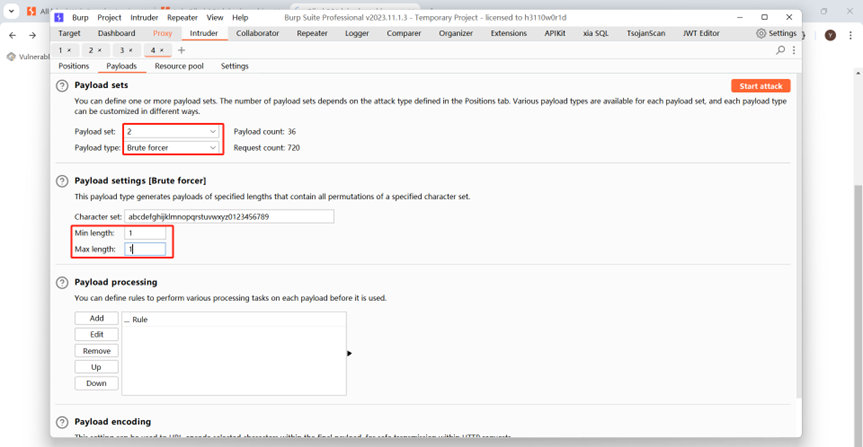 Burp Project Intruder Repeater View Help Burp Suite Professional v2023.11.1.3 - Temporary Project - licensed to h3110w0r1d
Target Dashboard Proxy Intruder Collaborator Repeater Logger Comparer Organizer Extensions APIKit xia SQL TsojanScan JWT Editor Settings
1 × 2 × 3 × 4 × +
Vulnerabl
Positions Payloads Resource pool Settings
Payload sets
Start attack
You can define one or more payload sets. The number of payload sets depends on the attack type defined in the Positions tab. Various payload types are available for each payload set, and each payload type
can be customized in different ways.
Payload set: 2 Payload count: 36
Payload type: Brute forcer Request count: 720
Payload settings [Brute forcer]
This payload type generates payloads of specified lengths that contain all permutations of a specified character set.
Character set: abcdefghijklmnopqrstuvwxyz0123456789
Min length: 1
Max length: 1
Payload processing
You can define rules to perform various processing tasks on each payload before it is used.
Add
Rule
Edit
Remove
Up
Down
Payload encoding